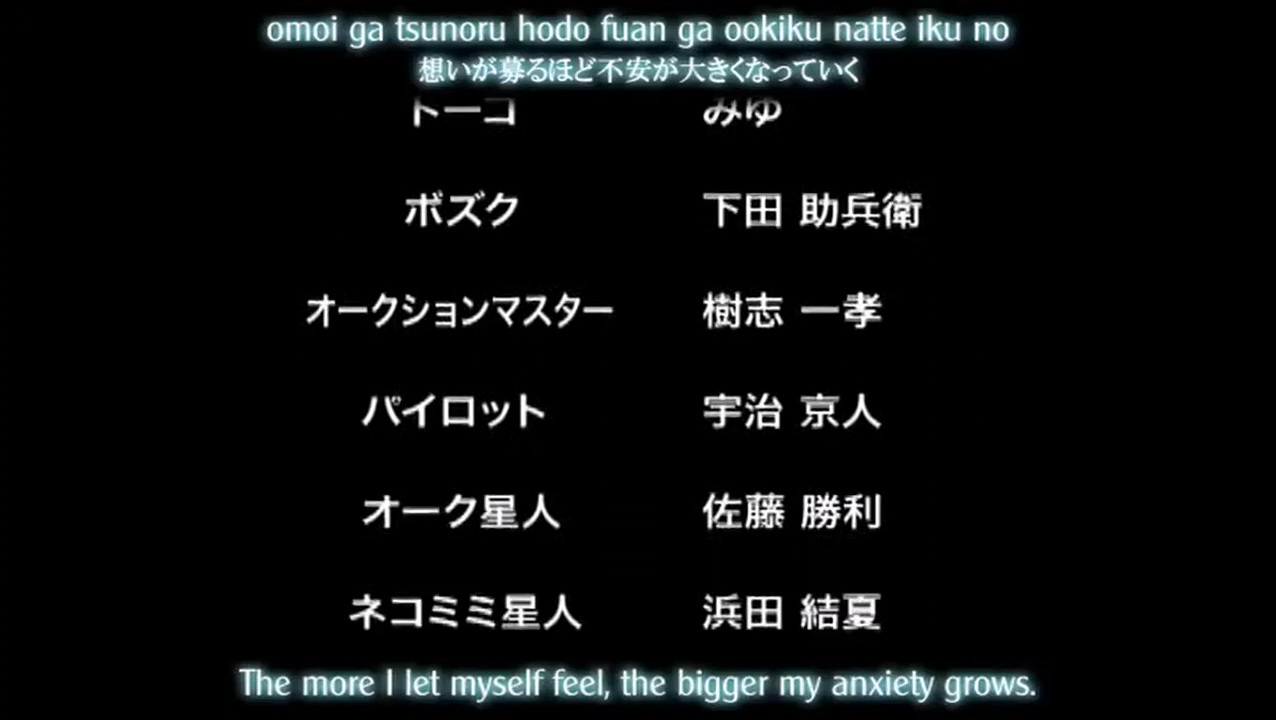 omoi ga tsunoru hodo fuan ga ookiku natte iku no
想いが募るほど不安が大きくなっていく
トーコ みゆ
ボズク 下田 助兵衛
オークションマスター 樹志 一孝
パイロット 宇治 京人
オーク星人 佐藤 勝利
ネコミミ星人 浜田 結夏
The more I let myself feel, the bigger my anxiety grows.